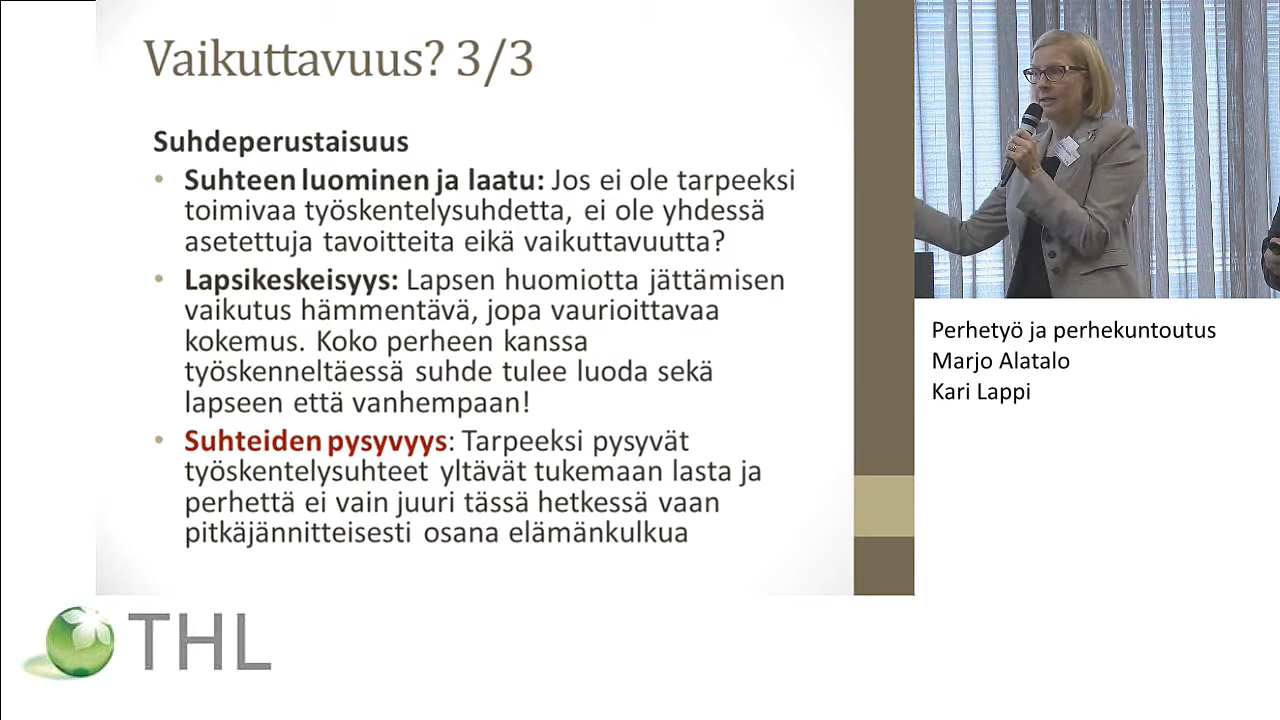 Vaikuttavuus? 3/3
Suhdeperustaisuus
• Suhteen luominen ja laatu: Jos ei ole tarpeeksi
toimivaa työskentelysuhdetta, ei ole yhdessä
asetettuja tavoitteita eikä vaikuttavuutta?
• Lapsikeskeisyys: Lapsen huomiotta jättämisen
vaikutus hämmentävä, jopa vaurioittavaa
kokemus. Koko perheen kanssa
työskenneltäessä suhde tulee luoda sekä
lapseen että vanhempaan!
• Suhteiden pysyvyys: Tarpeeksi pysyvät
työskentelysuhteet yltävät tukemaan lasta ja
perhettä ei vain juuri tässä hetkessä vaan
pitkäjännitteisesti osana elämänkulkua
Perhetyö ja perhekuntoutus
Marjo Alatalo
Kari Lappi
THL